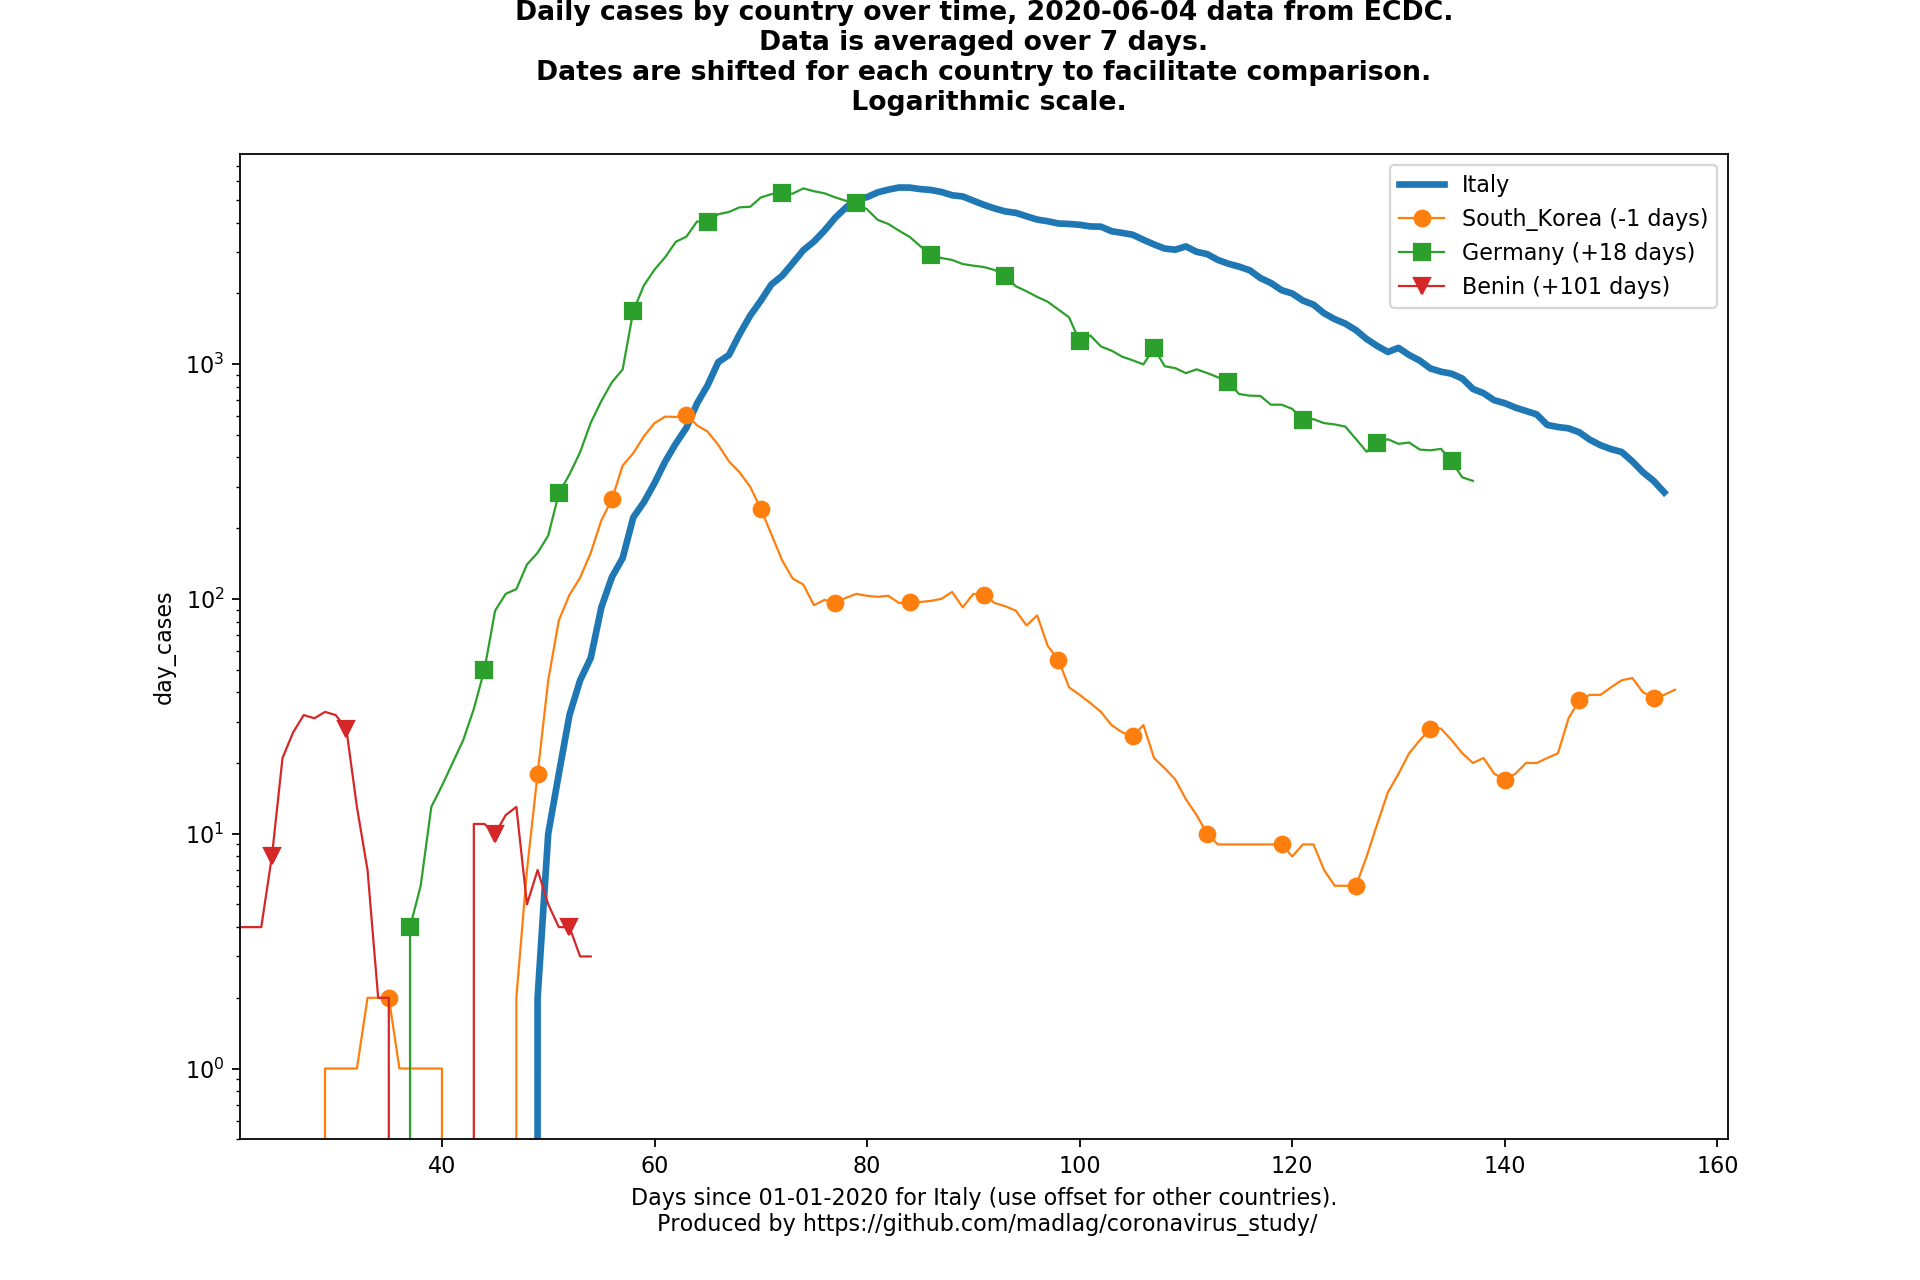 Daily cases by country over time, 2020-06-04 data from ECDC.
Data is averaged over 7 days.
Dates are shifted for each country to facilitate comparison.
Logarithmic scale.
Italy
South_Korea (-1 days)
Germany (+18 days)
Benin (+101 days)
day_cases
10³
10²
10¹
10⁰
40 60 80 100 120 140 160
Days since 01-01-2020 for Italy (use offset for other countries).
Produced by https://github.com/madlag/coronavirus_study/